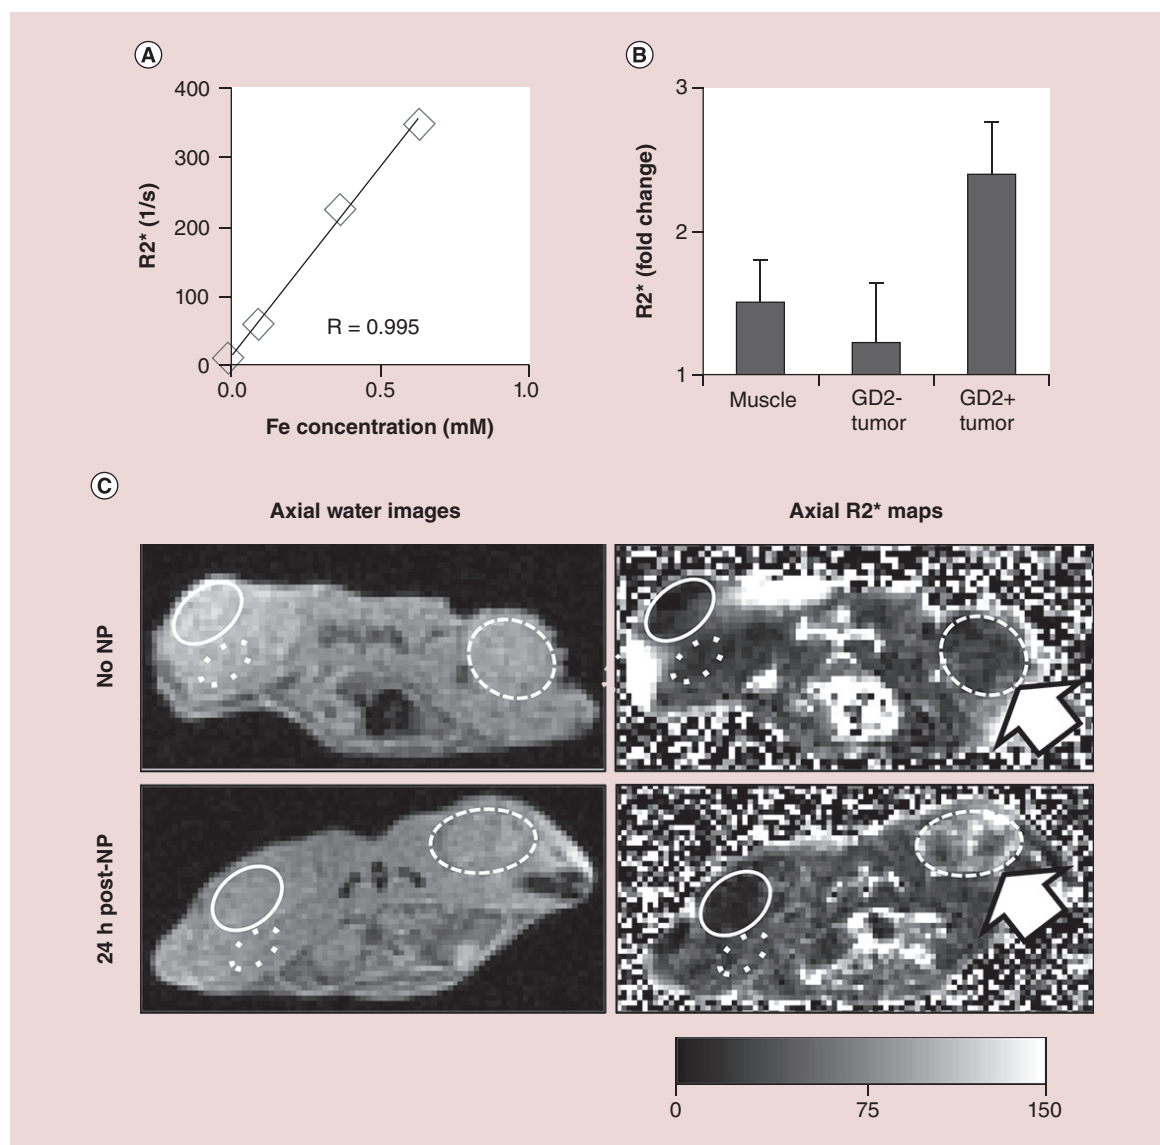 A
400
300
200
100
0
R2* (1/s)
R = 0.995
0.0
0.5
1.0
Fe concentration (mM)
B
3
2
1
R2* (fold change)
Muscle
GD2-
tumor
GD2+
tumor
C
Axial water images
Axial R2* maps
No NP
24 h post-NP
0
75
150